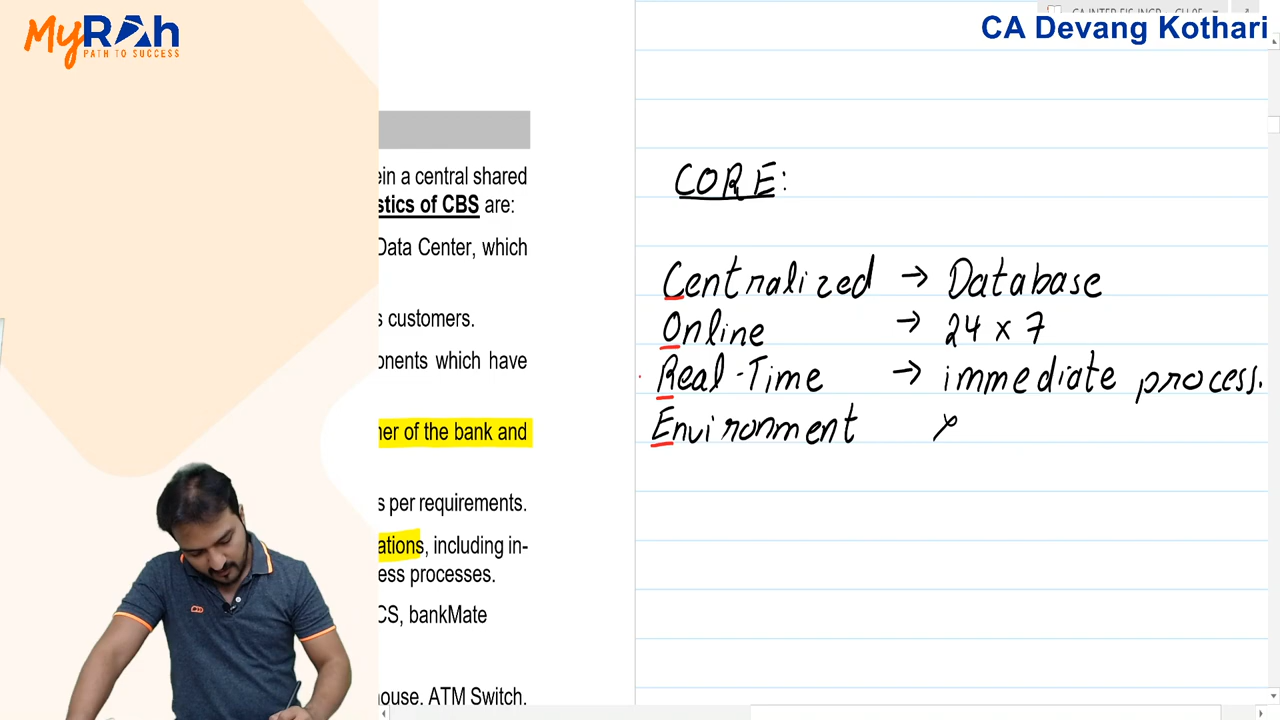 MyRAh
PATH TO SUCCESS
CA Devang Kothari
ein a central shared
stics of CBS are:
Data Center, which
s customers.
onents which have
ner of the bank and
s per requirements.
ations, including in-
ess processes.
CS, bankMate
ouse. ATM Switch.
CORE:
Centralized → Database
Online → 24 x 7
Real-Time → immediate process.
Environment x